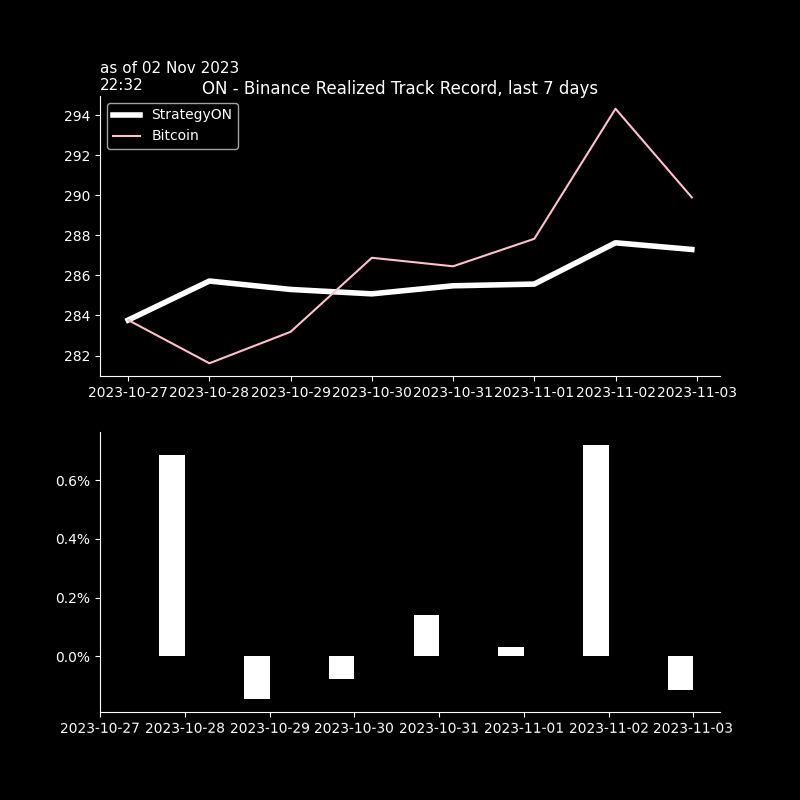 as of 02 Nov 2023
22:32
ON - Binance Realized Track Record, last 7 days
StrategyON
Bitcoin
294
292
290
288
286
284
282
2023-10-27 2023-10-28 2023-10-29 2023-10-30 2023-10-31 2023-11-01 2023-11-02 2023-11-03
0.6%
0.4%
0.2%
0.0%
2023-10-27 2023-10-28 2023-10-29 2023-10-30 2023-10-31 2023-11-01 2023-11-02 2023-11-03